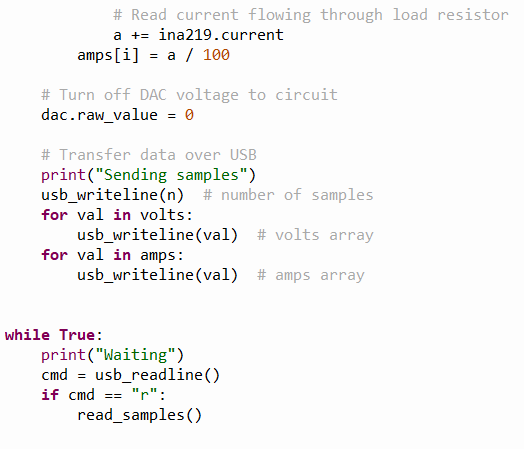 # Read current flowing through load resistor
            a += ina219.current
        amps[i] = a / 100

    # Turn off DAC voltage to circuit
    dac.raw_value = 0

    # Transfer data over USB
    print("Sending samples")
    usb_writeline(n)  # number of samples
    for val in volts:
        usb_writeline(val)  # volts array
    for val in amps:
        usb_writeline(val)  # amps array


while True:
    print("Waiting")
    cmd = usb_readline()
    if cmd == "r":
        read_samples()